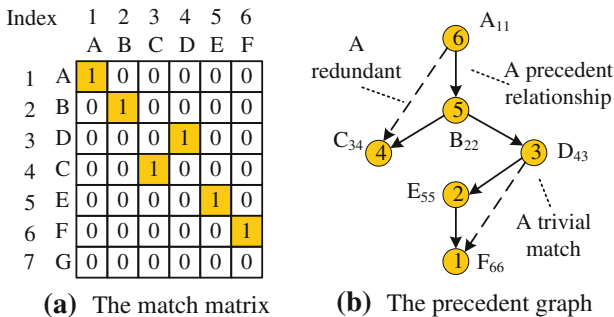 Index 1 2 3 4 5 6
A B C D E F
1 A 1 0 0 0 0 0
2 B 0 1 0 0 0 0
3 D 0 0 0 1 0 0
4 C 0 0 1 0 0 0
5 E 0 0 0 0 1 0
6 F 0 0 0 0 0 1
7 G 0 0 0 0 0 0
(a) The match matrix
A11
6
A
redundant
A precedent
relationship
5
B22
C34
4
3
D43
E55
2
A trivial
match
1
F66
(b) The precedent graph